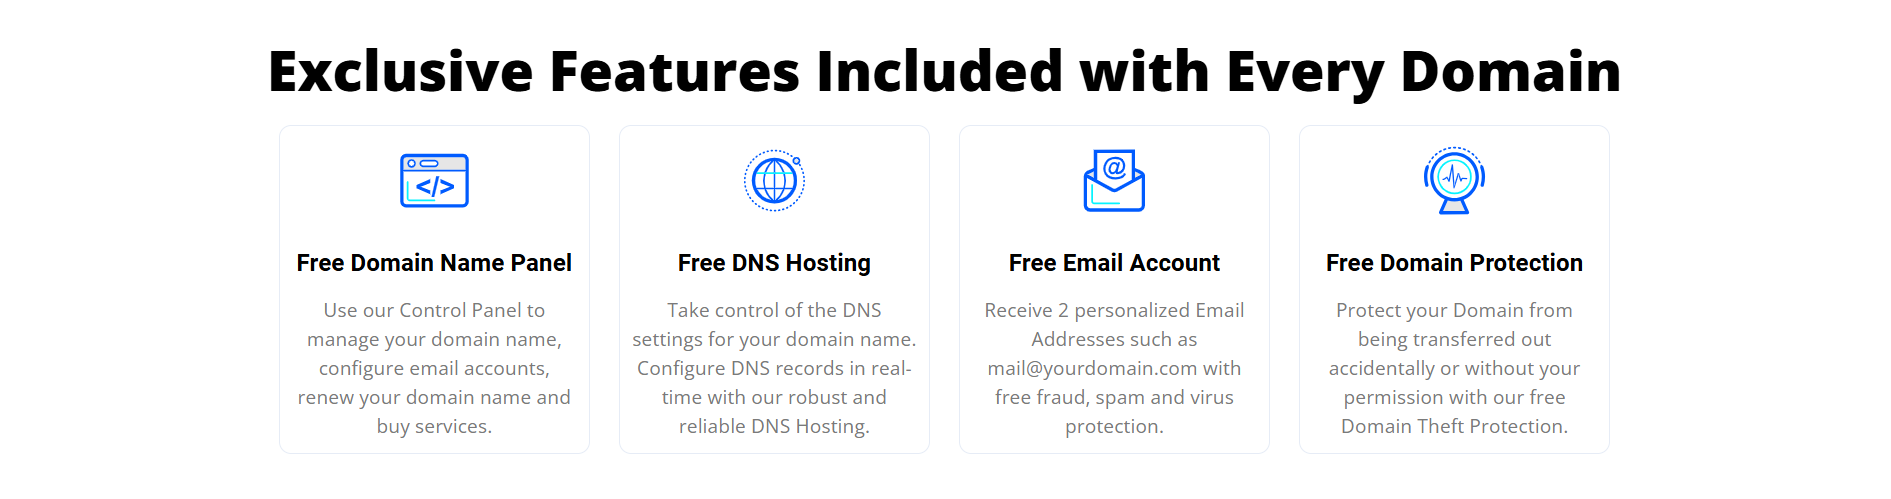 Exclusive Features Included with Every Domain
</>
@
Free Domain Name Panel
Use our Control Panel to
manage your domain name,
configure email accounts,
renew your domain name and
buy services.
Free DNS Hosting
Take control of the DNS
settings for your domain name.
Configure DNS records in real-
time with our robust and
reliable DNS Hosting.
Free Email Account
Receive 2 personalized Email
Addresses such as
mail@yourdomain.com with
free fraud, spam and virus
protection.
Free Domain Protection
Protect your Domain from
being transferred out
accidentally or without your
permission with our free
Domain Theft Protection.